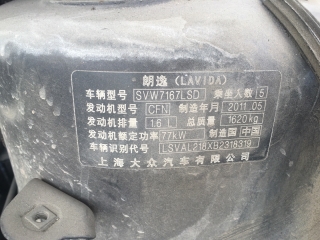 朗逸(LAVIDA)
车辆型号 SVW7167LSD 乘坐人数 5
发动机型号 CFN 制造年月 2011.05
发动机排量 1.6 L 总质量 1620kg
发动机额定功率 77kW 制造国 中国
车辆识别代号 LSVAL218XB2318319
上海大众汽车有限公司